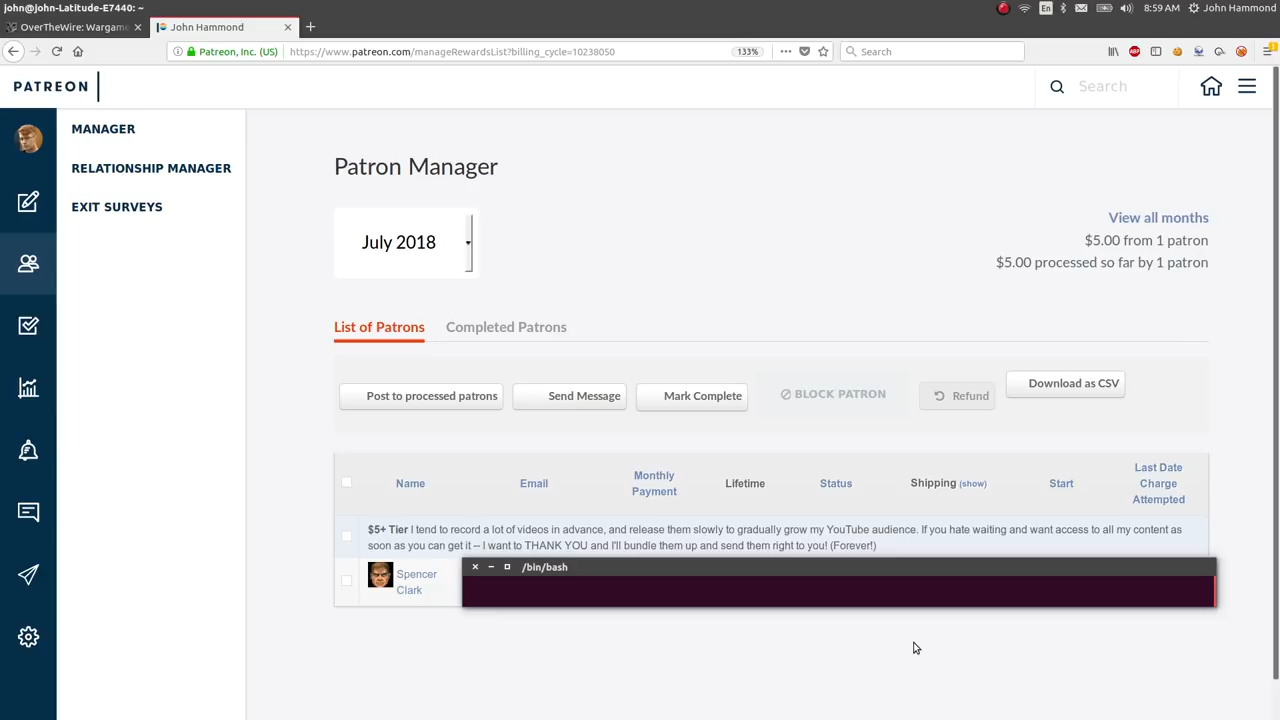 john@john-Latitude-E7440: ~
En
8:59 AM
John Hammond
OverTheWire: Wargame
John Hammond
Patreon, Inc. (US)
https://www.patreon.com/manageRewardsList?billing_cycle=10238050
133%
Search
ABP
1
PATREON
Search
MANAGER
RELATIONSHIP MANAGER
EXIT SURVEYS
Patron Manager
July 2018
View all months
$5.00 from 1 patron
$5.00 processed so far by 1 patron
List of Patrons
Completed Patrons
Post to processed patrons
Send Message
Mark Complete
BLOCK PATRON
Refund
Download as CSV
Name
Email
Monthly
Payment
Lifetime
Status
Shipping (show)
Start
Last Date
Charge
Attempted
$5+ Tier I tend to record a lot of videos in advance, and release them slowly to gradually grow my YouTube audience. If you hate waiting and want access to all my content as
soon as you can get it -- I want to THANK YOU and I'll bundle them up and send them right to you! (Forever!)
Spencer
Clark
/bin/bash